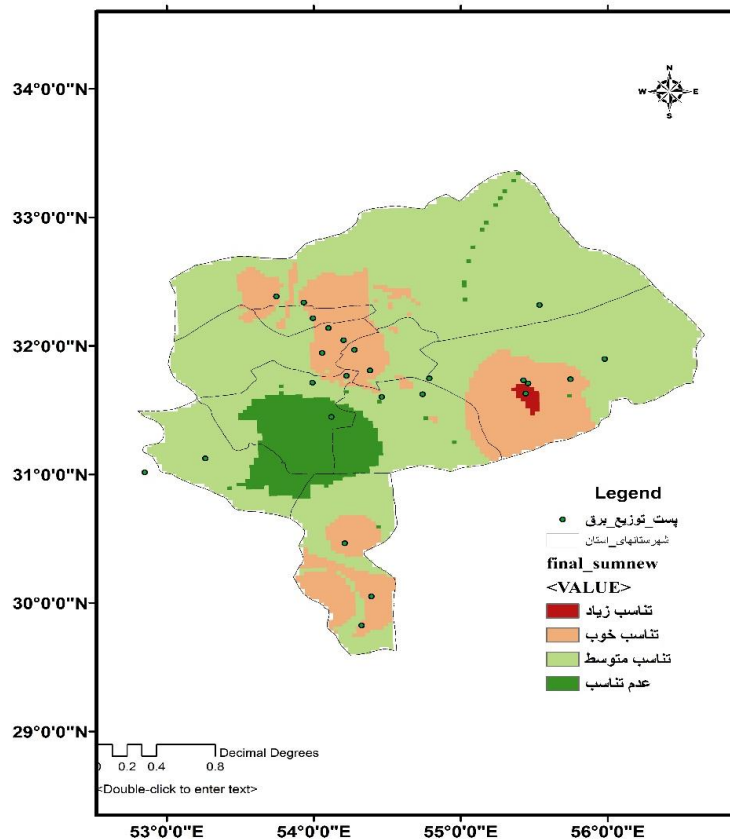 34°0'0"N
N
W E
S
33°0'0"N
32°0'0"N
31°0'0"N
30°0'0"N
29°0'0"N
Legend
پست_توزیع_برق
شهرستانهای_استان
final_sumnew
<VALUE>
تناسب زیاد
تناسب خوب
تناسب متوسط
عدم تناسب
Decimal Degrees
0 0.2 0.4 0.8
<Double-click to enter text>
53°0'0"E 54°0'0"E 55°0'0"E 56°0'0"E